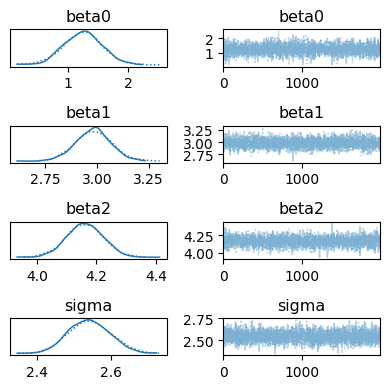 beta0 beta0
2
1
1 2 0 1000
beta1 beta1
3.25
3.00
2.75
2.75 3.00 3.25 0 1000
beta2 beta2
4.25
4.00
4.0 4.2 4.4 0 1000
sigma sigma
2.75
2.50
2.4 2.6 0 1000